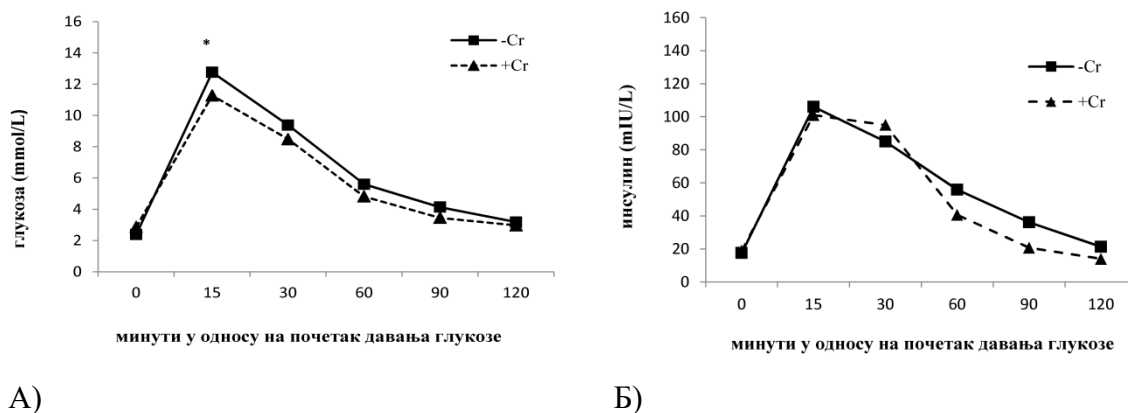 глукоза (mmol/L)
16
14
12
10
8
6
4
2
0
*
-Cr
+Cr
0 15 30 60 90 120
минути у односу на почетак давања глукозе
А)
инсулин (mIU/L)
160
140
120
100
80
60
40
20
0
-Cr
+Cr
0 15 30 60 90 120
минути у односу на почетак давања глукозе
Б)